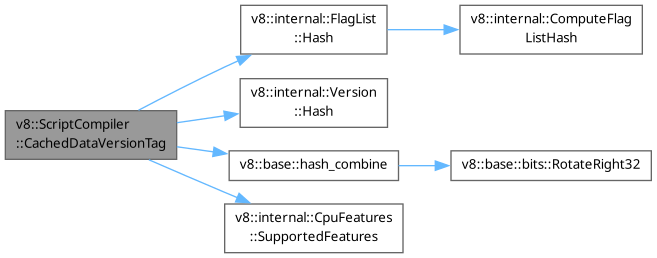 v8::ScriptCompiler
::CachedDataVersionTag
v8::internal::FlagList
::Hash
v8::internal::ComputeFlag
ListHash
v8::internal::Version
::Hash
v8::base::hash_combine
v8::base::bits::RotateRight32
v8::internal::CpuFeatures
::SupportedFeatures